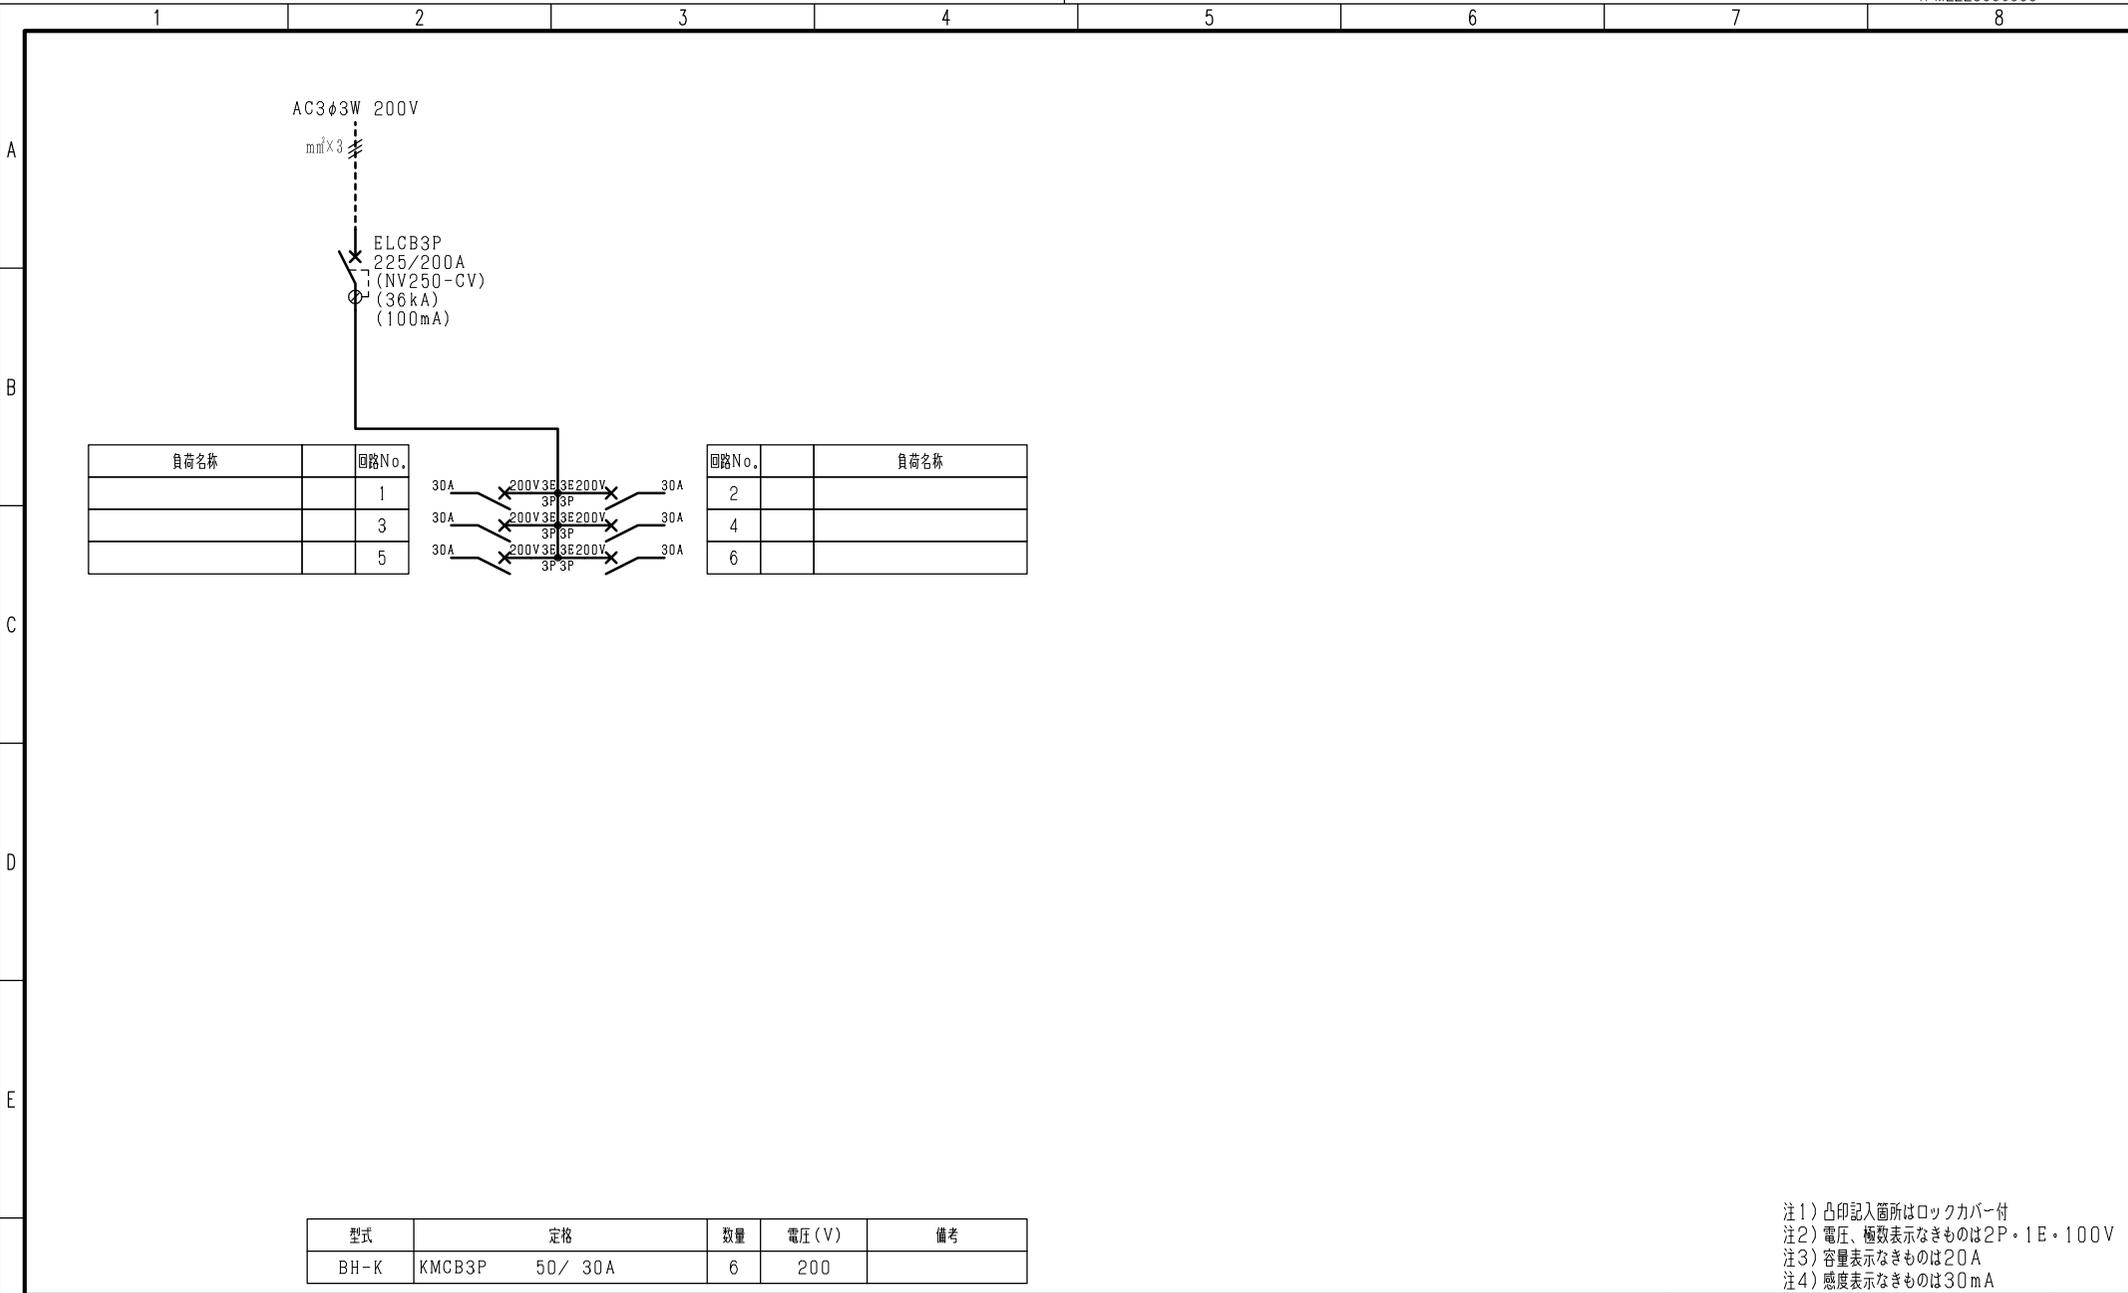 1 2 3 4 5 6 7 8
A
B
C
D
E
AC3φ3W 200V
mm²×3
ELCB3P
225/200A
(NV250-CV)
(36kA)
(100mA)
負荷名称 回路No. 回路No. 負荷名称
1 30A 200V 3E 3E 200V 30A 2
3P 3P
3 30A 200V 3E 3E 200V 30A 4
3P 3P
5 30A 200V 3E 3E 200V 30A 6
3P 3P
型式 定格 数量 電圧(V) 備考
BH-K KMCB3P 50/ 30A 6 200
注1)凸印記入箇所はロックカバー付
注2)電圧、極数表示なきものは2P・1E・100V
注3)容量表示なきものは20A
注4)感度表示なきものは30mA